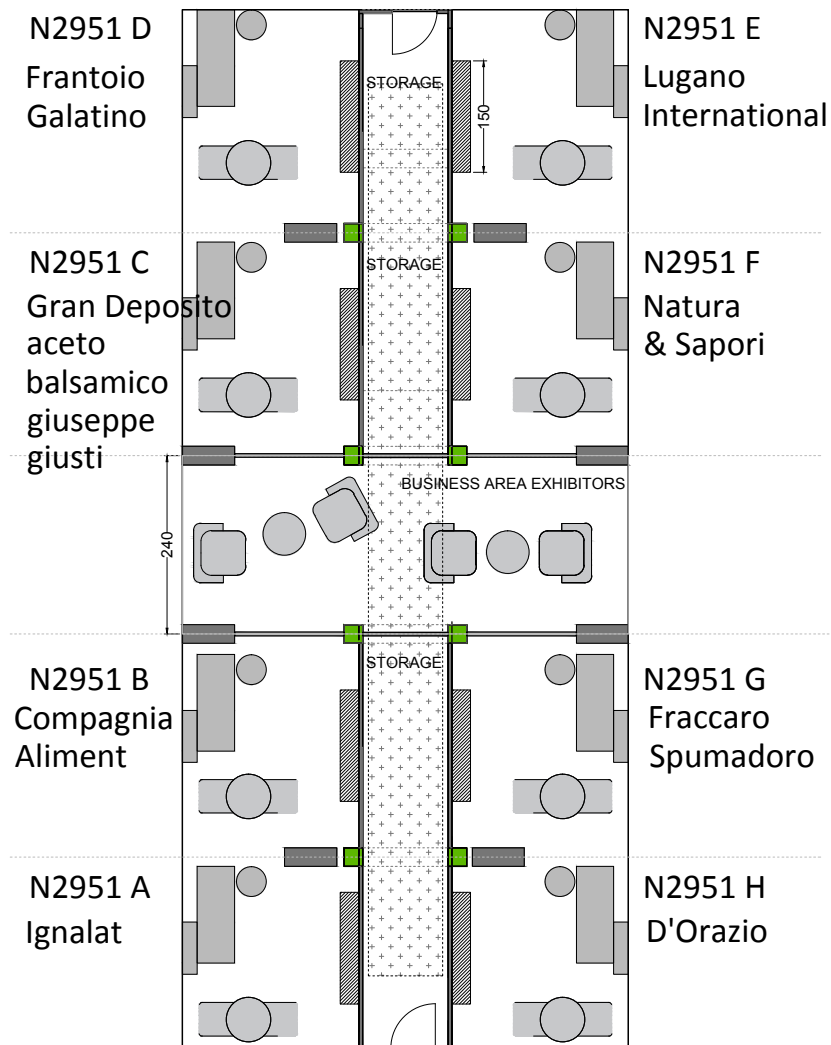 N2951 D
Frantoio
Galatino
N2951 E
Lugano
International
STORAGE
150
N2951 C
Gran Deposito
aceto
balsamico
giuseppe
giusti
STORAGE
N2951 F
Natura
& Sapori
BUSINESS AREA EXHIBITORS
240
N2951 B
Compagnia
Aliment
STORAGE
N2951 G
Fraccaro
Spumadoro
N2951 A
Ignalat
N2951 H
D'Orazio